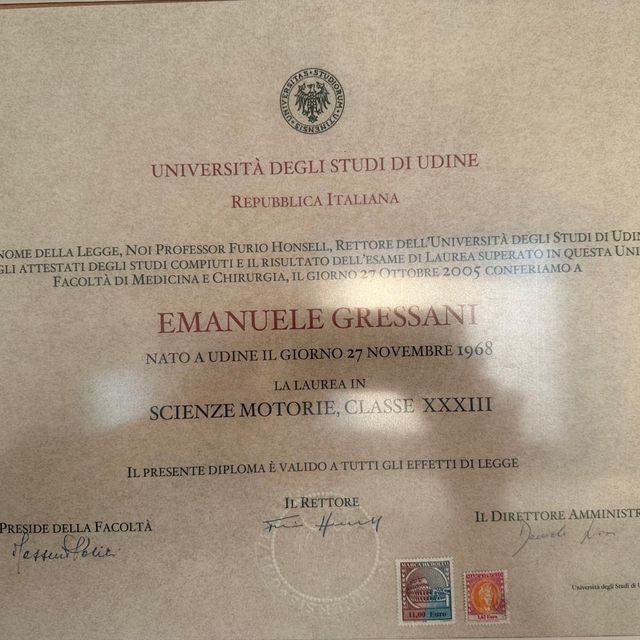 UNIVERSITAS STUDIORUM UTINENSIS
UNIVERSITÀ DEGLI STUDI DI UDINE
REPUBBLICA ITALIANA
NOME DELLA LEGGE, NOI PROFESSOR FURIO HONSELL, RETTORE DELL'UNIVERSITÀ DEGLI STUDI DI
GLI ATTESTATI DEGLI STUDI COMPIUTI E IL RISULTATO DELL'ESAME DI LAUREA SUPERATO IN QUESTA
FACOLTÀ DI MEDICINA E CHIRURGIA, IL GIORNO 27 OTTOBRE 2005 CONFERIAMO A
EMANUELE GRESSANI
NATO A UDINE IL GIORNO 27 NOVEMBRE 1968
LA LAUREA IN
SCIENZE MOTORIE, CLASSE XXXIII
IL PRESENTE DIPLOMA È VALIDO A TUTTI GLI EFFETTI DI LEGGE
PRESIDE DELLA FACOLTÀ
IL RETTORE
IL DIRETTORE AMMINISTR
MARCA DA BOLLO
11,00 Euro
Università degli Studi di